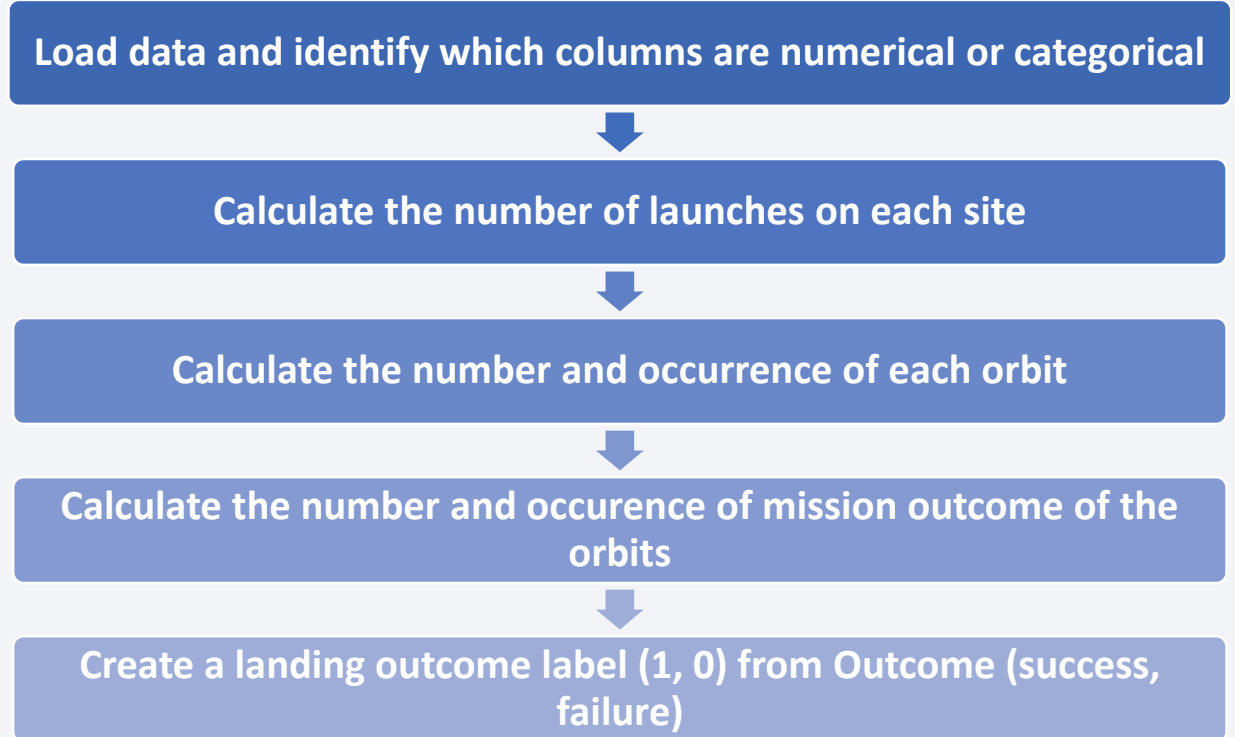 Load data and identify which columns are numerical or categorical
Calculate the number of launches on each site
Calculate the number and occurrence of each orbit
Calculate the number and occurence of mission outcome of the
orbits
Create a landing outcome label (1, 0) from Outcome (success,
failure)